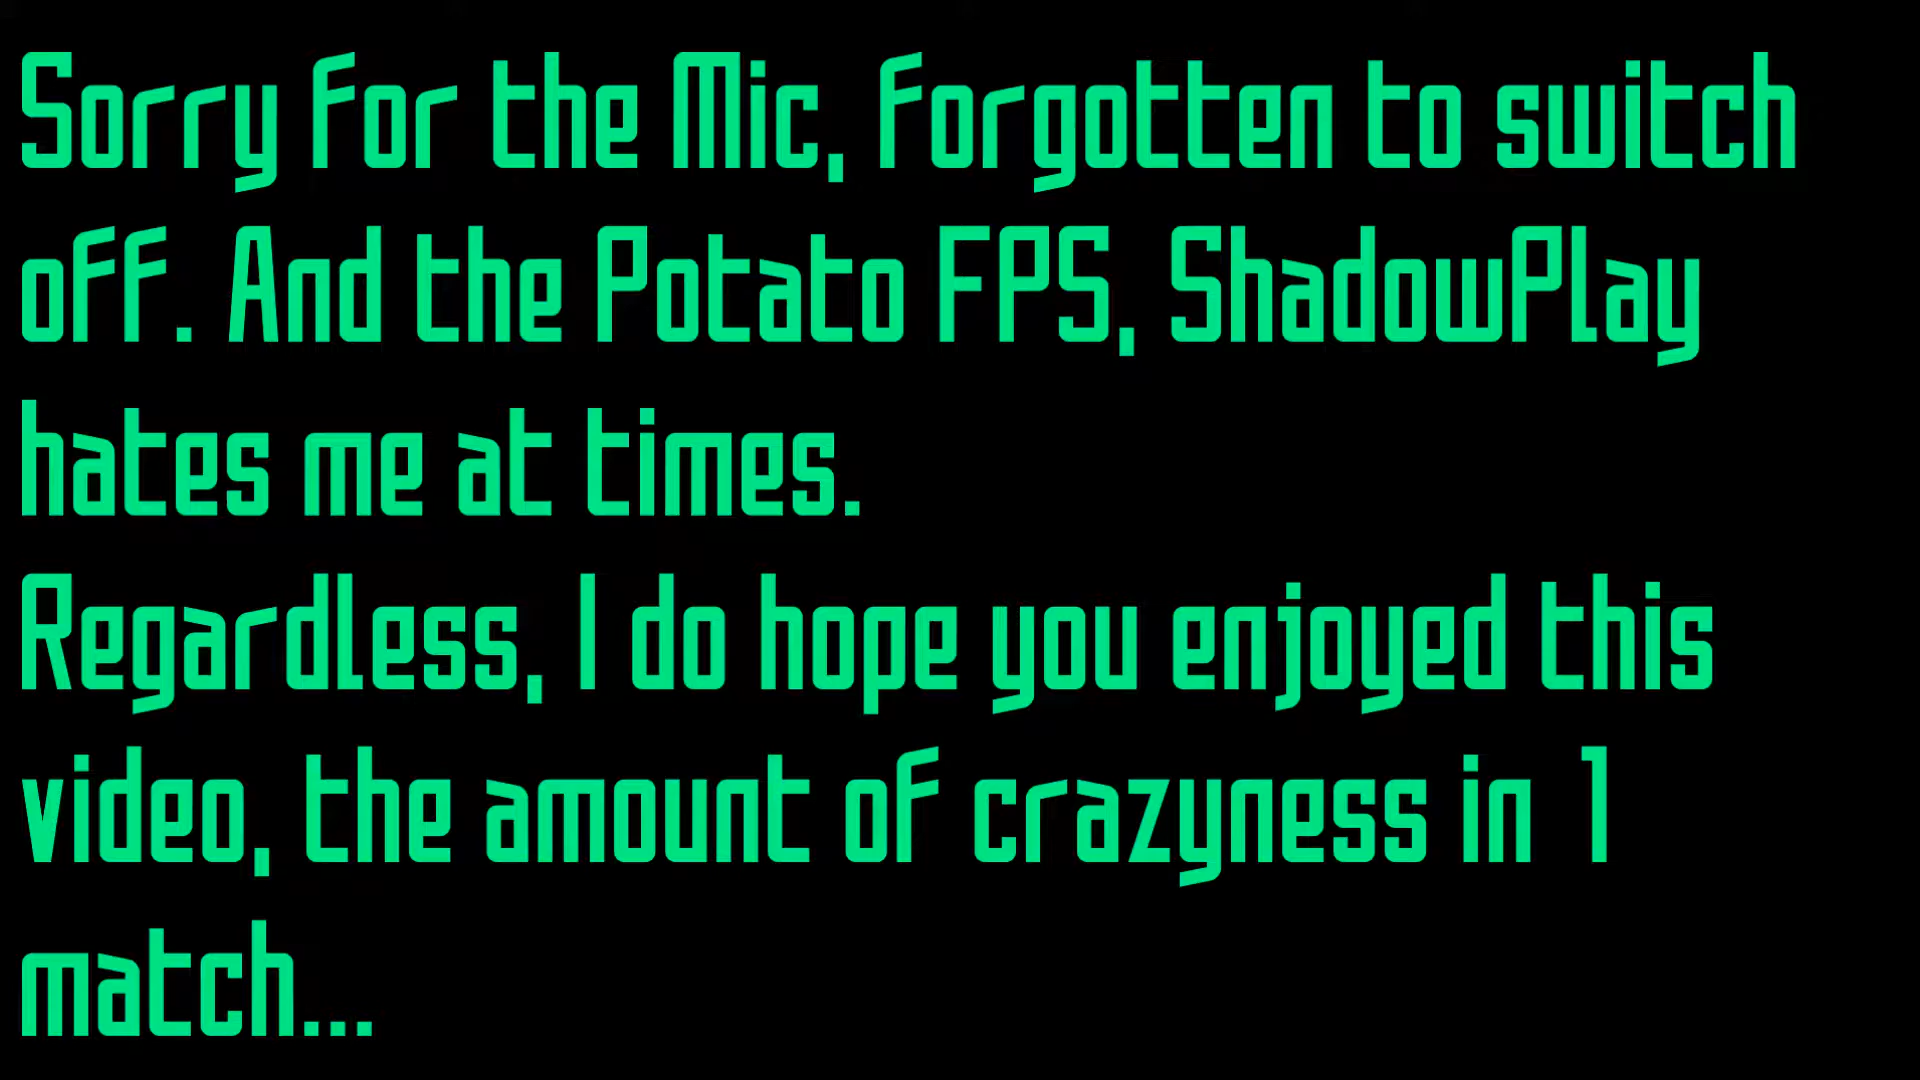 Sorry for the Mic, forgotten to switch
off. And the Potato FPS, ShadowPlay
hates me at times.
Regardless, I do hope you enjoyed this
video, the amount of crazyness in 1
match...